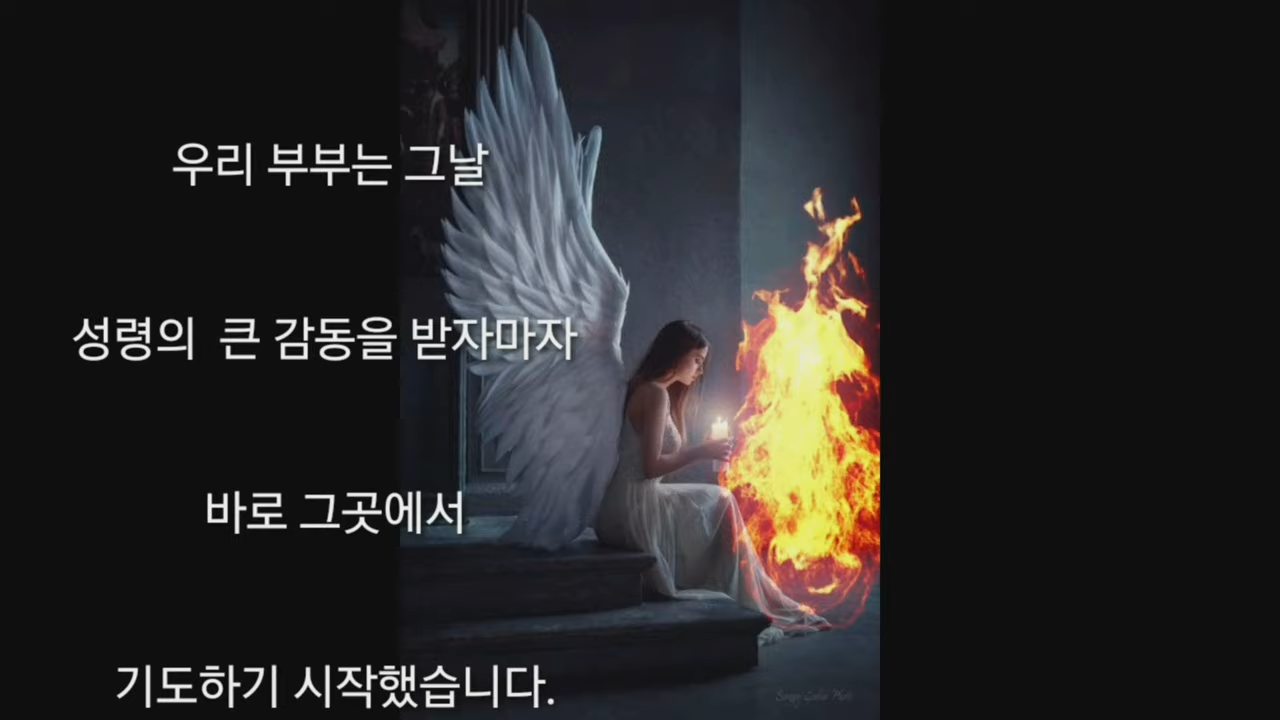 우리 부부는 그날
성령의 큰 감동을 받자마자
바로 그곳에서
기도하기 시작했습니다.